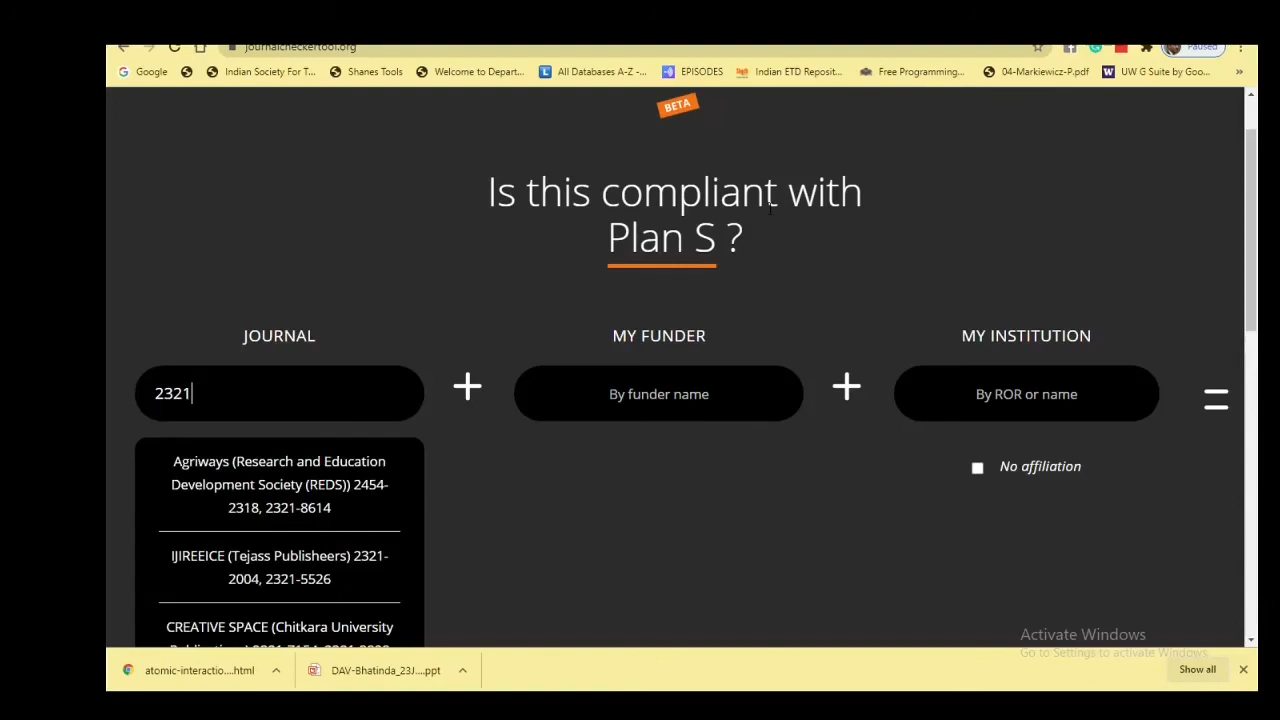 journalcheckertool.org
Paused
Google
Indian Society For T...
Shanes Tools
Welcome to Depart...
All Databases A-Z -...
EPISODES
Indian ETD Reposit...
Free Programming...
04-Markiewicz-P.pdf
UW G Suite by Goo...
»
BETA
Is this compliant with
Plan S ?
JOURNAL
MY FUNDER
MY INSTITUTION
2321
+
By funder name
+
By ROR or name
=
No affiliation
Agriways (Research and Education
Development Society (REDS)) 2454-
2318, 2321-8614
IJIREEICE (Tejass Publisheers) 2321-
2004, 2321-5526
CREATIVE SPACE (Chitkara University
Activate Windows
Go to Settings to activate Windows.
atomic-interactio....html
DAV-Bhatinda_23J....ppt
Show all